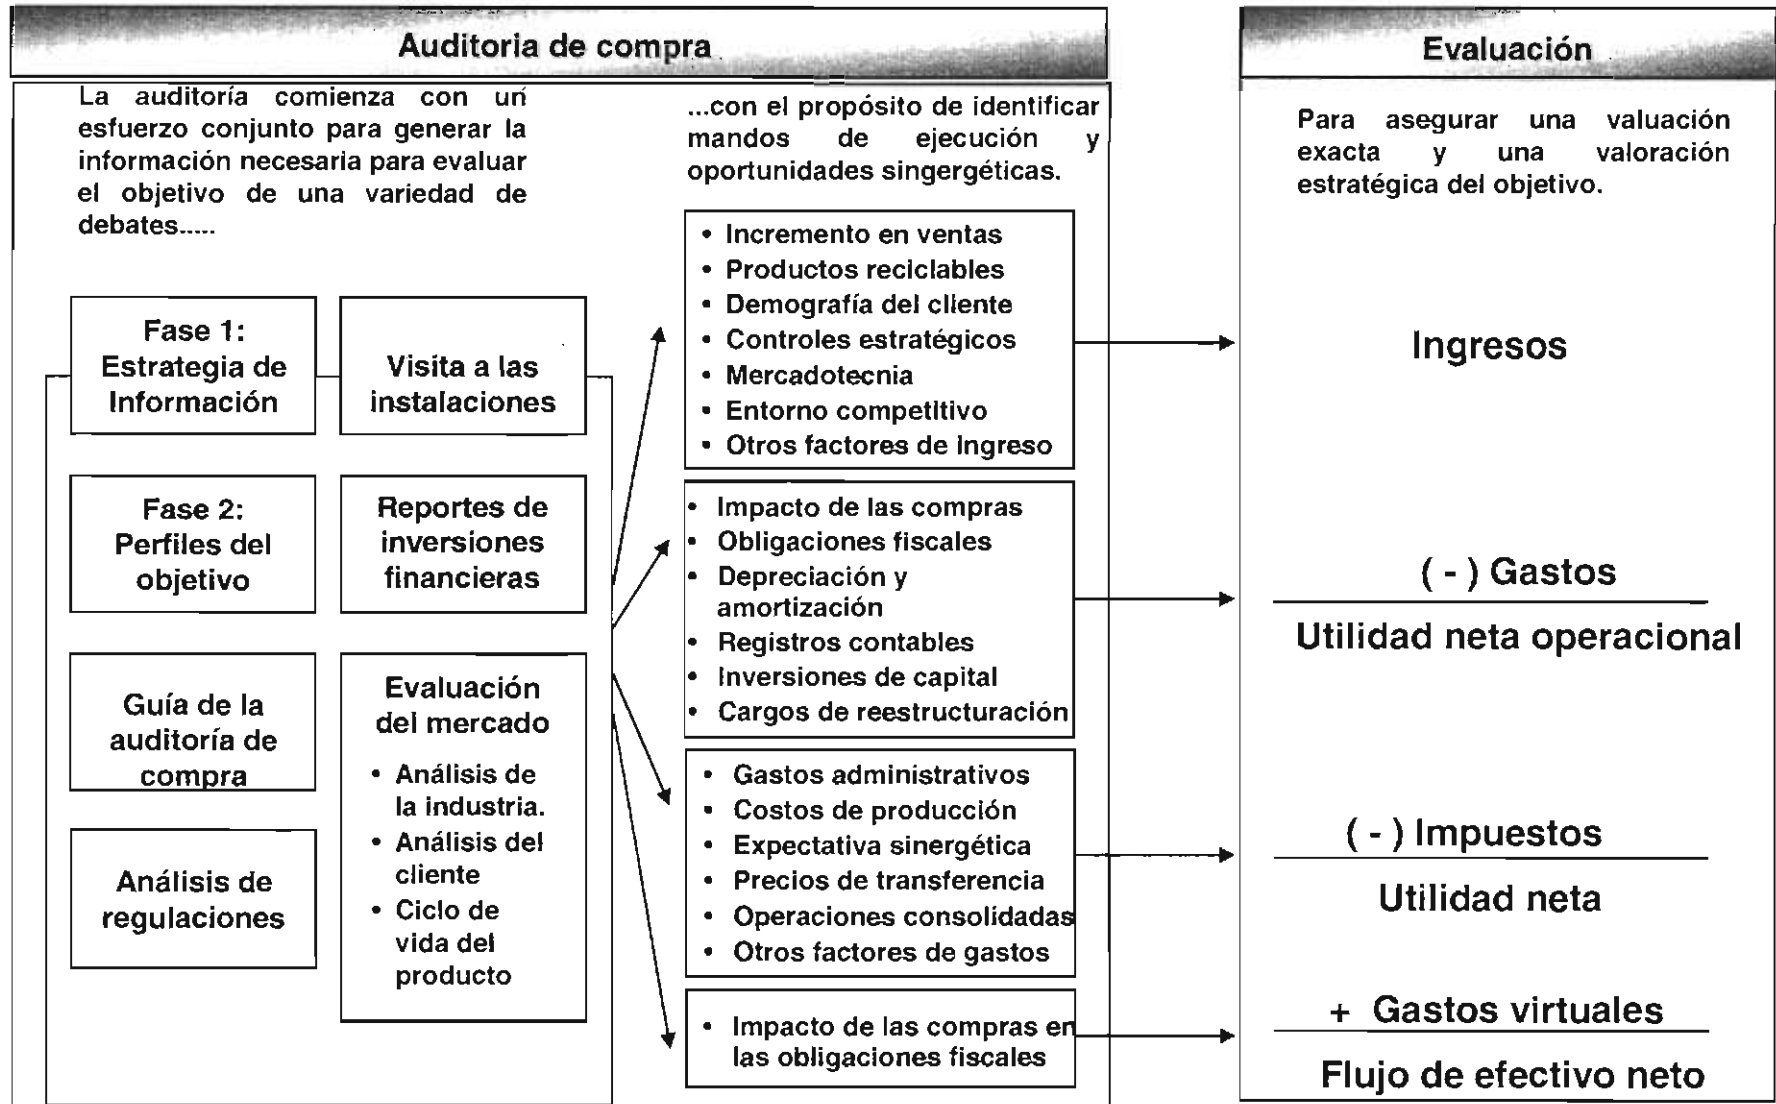 Auditoria de compra
La auditoría comienza con un
esfuerzo conjunto para generar la
información necesaria para evaluar
el objetivo de una variedad de
debates.....
...con el propósito de identificar
mandos de ejecución y
oportunidades singergéticas.
Fase 1:
Estrategia de
Información
Visita a las
instalaciones
Fase 2:
Perfiles del
objetivo
Reportes de
inversiones
financieras
Guía de la
auditoría de
compra
Evaluación
del mercado
• Análisis de
la industria.
• Análisis del
cliente
• Ciclo de
vida del
producto
Análisis de
regulaciones
• Incremento en ventas
• Productos reciclables
• Demografía del cliente
• Controles estratégicos
• Mercadotecnia
• Entorno competitivo
• Otros factores de Ingreso
• Impacto de las compras
• Obligaciones fiscales
• Depreciación y
amortización
• Registros contables
• Inversiones de capital
• Cargos de reestructuración
• Gastos administrativos
• Costos de producción
• Expectativa sinergética
• Precios de transferencia
• Operaciones consolidadas
• Otros factores de gastos
• Impacto de las compras en
las obligaciones fiscales
Evaluación
Para asegurar una valuación
exacta y una valoración
estratégica del objetivo.
Ingresos
( - ) Gastos
Utilidad neta operacional
( - ) Impuestos
Utilidad neta
+ Gastos virtuales
Flujo de efectivo neto